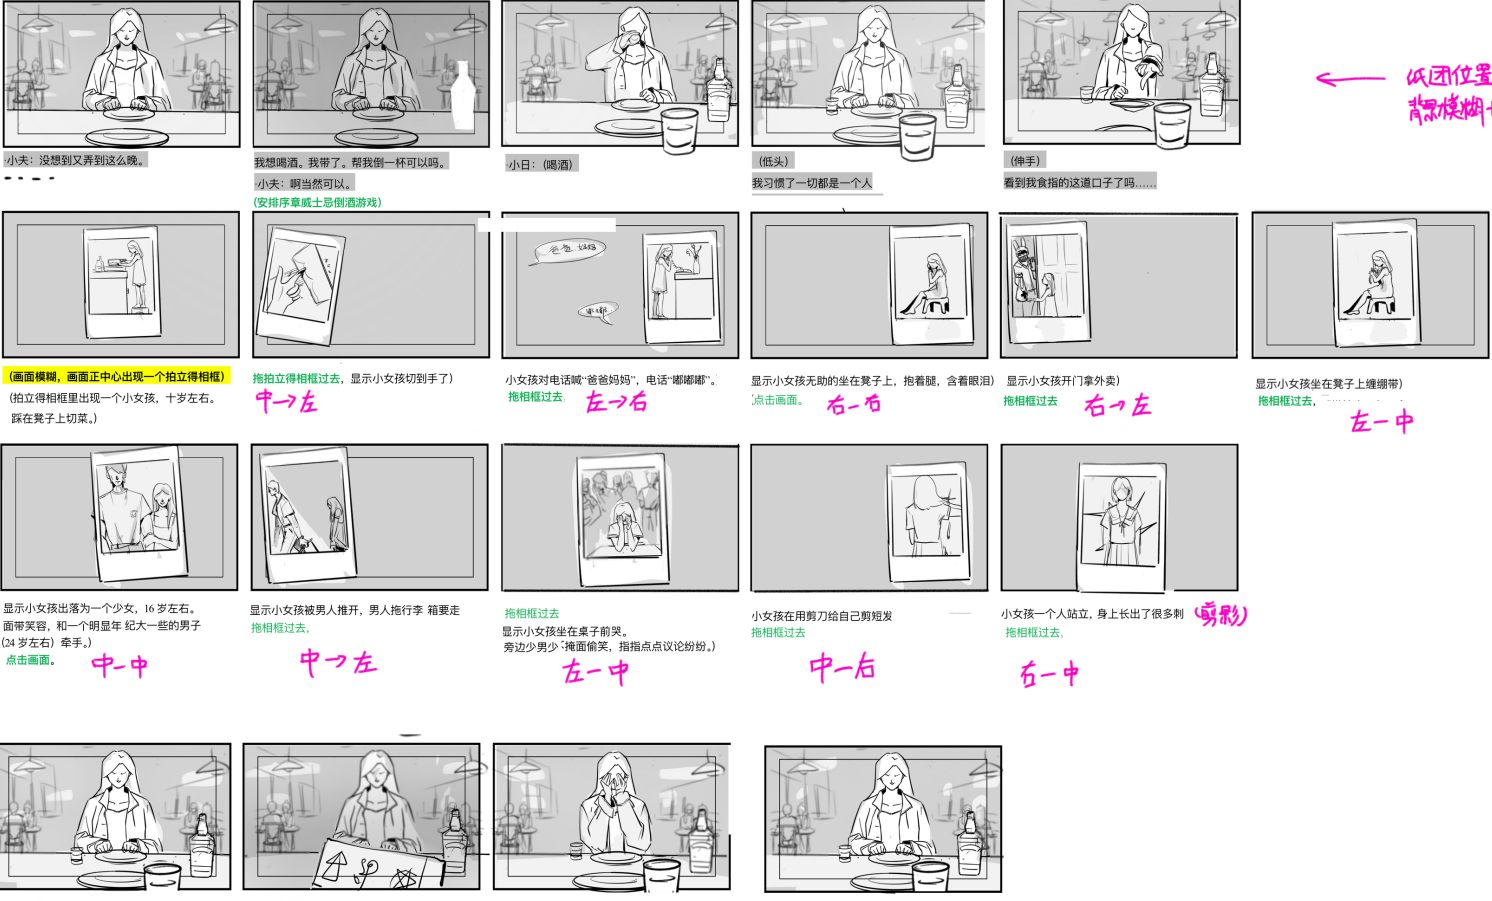 ·小夫：没想到又弄到这么晚。
我想喝酒。我带了。帮我倒一杯可以吗。
·小夫：啊当然可以。
(安排序章威士忌倒酒游戏)
·小日：(喝酒)
(低头)
我习惯了一切都是一个人
(伸手)
看到我食指的这道口子了吗......
纸团位置
背景模糊
爸爸 妈妈
(画面模糊，画面正中心出现一个拍立得相框)
(拍立得相框里出现一个小女孩，十岁左右。
踩在凳子上切菜。)
拖拍立得相框过去，显示小女孩切到手了)
中→左
小女孩对电话喊“爸爸妈妈”，电话“嘟嘟嘟”。
拖相框过去.
左→右
显示小女孩无助的坐在凳子上，抱着腿，含着眼泪)
点击画面。
右－右
显示小女孩开门拿外卖)
拖相框过去
右→左
显示小女孩坐在凳子上缠绷带)
拖相框过去，
左－中
显示小女孩出落为一个少女，16 岁左右。
面带笑容，和一个明显年 纪大一些的男子
(24 岁左右）牵手。)
点击画面。
中－中
显示小女孩被男人推开，男人拖行李 箱要走
拖相框过去,
中→左
拖相框过去
显示小女孩坐在桌子前哭。
旁边少男少 掩面偷笑，指指点点议论纷纷。)
左－中
小女孩在用剪刀给自己剪短发
拖相框过去
中－右
小女孩一个人站立，身上长出了很多刺
(剪影)
拖相框过去,
右－中